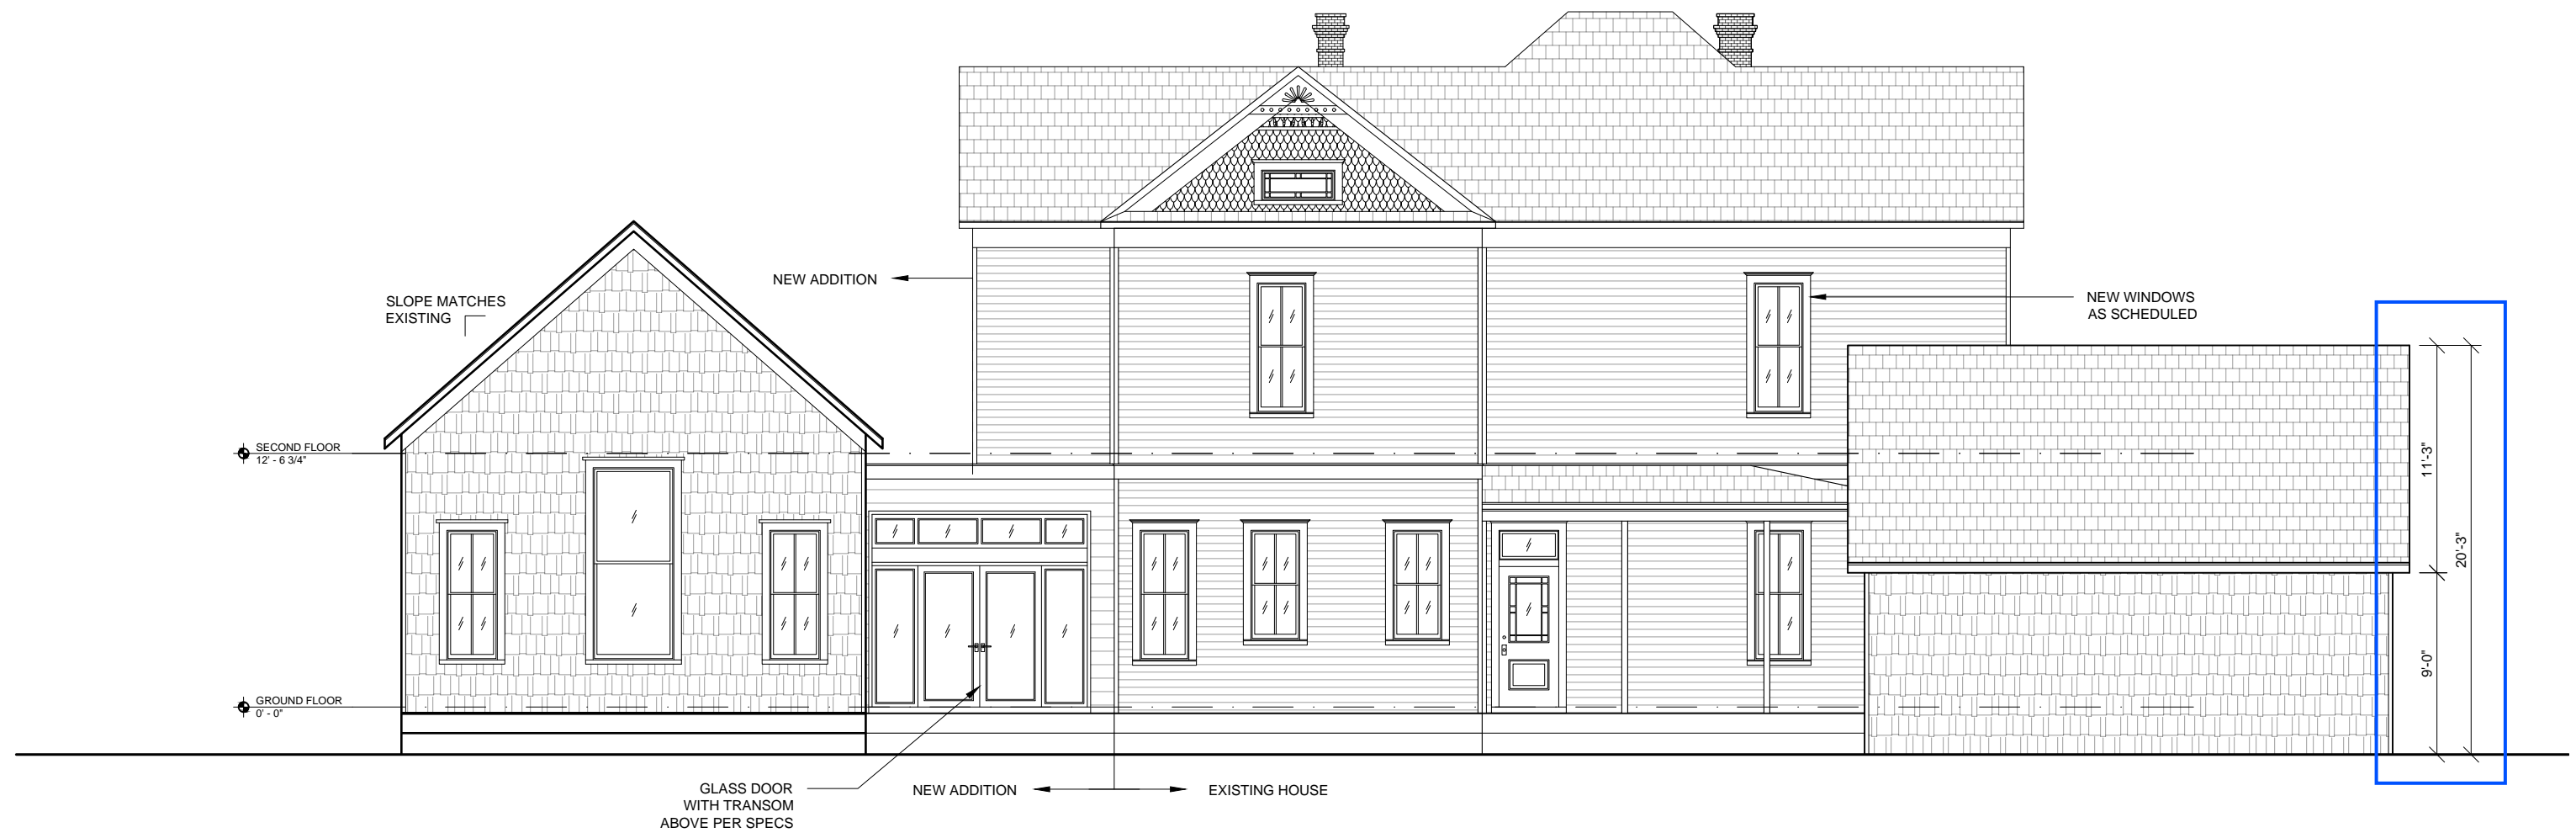 NEW ADDITION
SLOPE MATCHES
EXISTING
NEW WINDOWS
AS SCHEDULED
SECOND FLOOR
12' - 6 3/4"
11'-3"
20'-3"
9'-0"
GROUND FLOOR
0' - 0"
GLASS DOOR
WITH TRANSOM
ABOVE PER SPECS
NEW ADDITION
EXISTING HOUSE